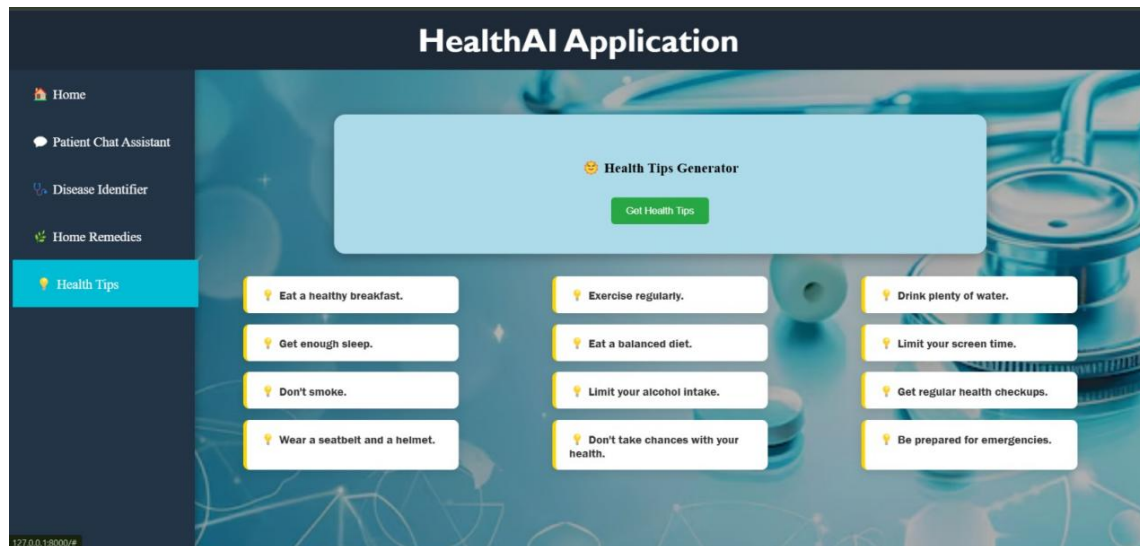 HealthAI Application
🏠 Home
💬 Patient Chat Assistant
🩺 Disease Identifier
🌿 Home Remedies
💡 Health Tips
😊 Health Tips Generator
Get Health Tips
💡 Eat a healthy breakfast.
💡 Exercise regularly.
💡 Drink plenty of water.
💡 Get enough sleep.
💡 Eat a balanced diet.
💡 Limit your screen time.
💡 Don't smoke.
💡 Limit your alcohol intake.
💡 Get regular health checkups.
💡 Wear a seatbelt and a helmet.
💡 Don't take chances with your
health.
💡 Be prepared for emergencies.
127.0.0.1:8000/#